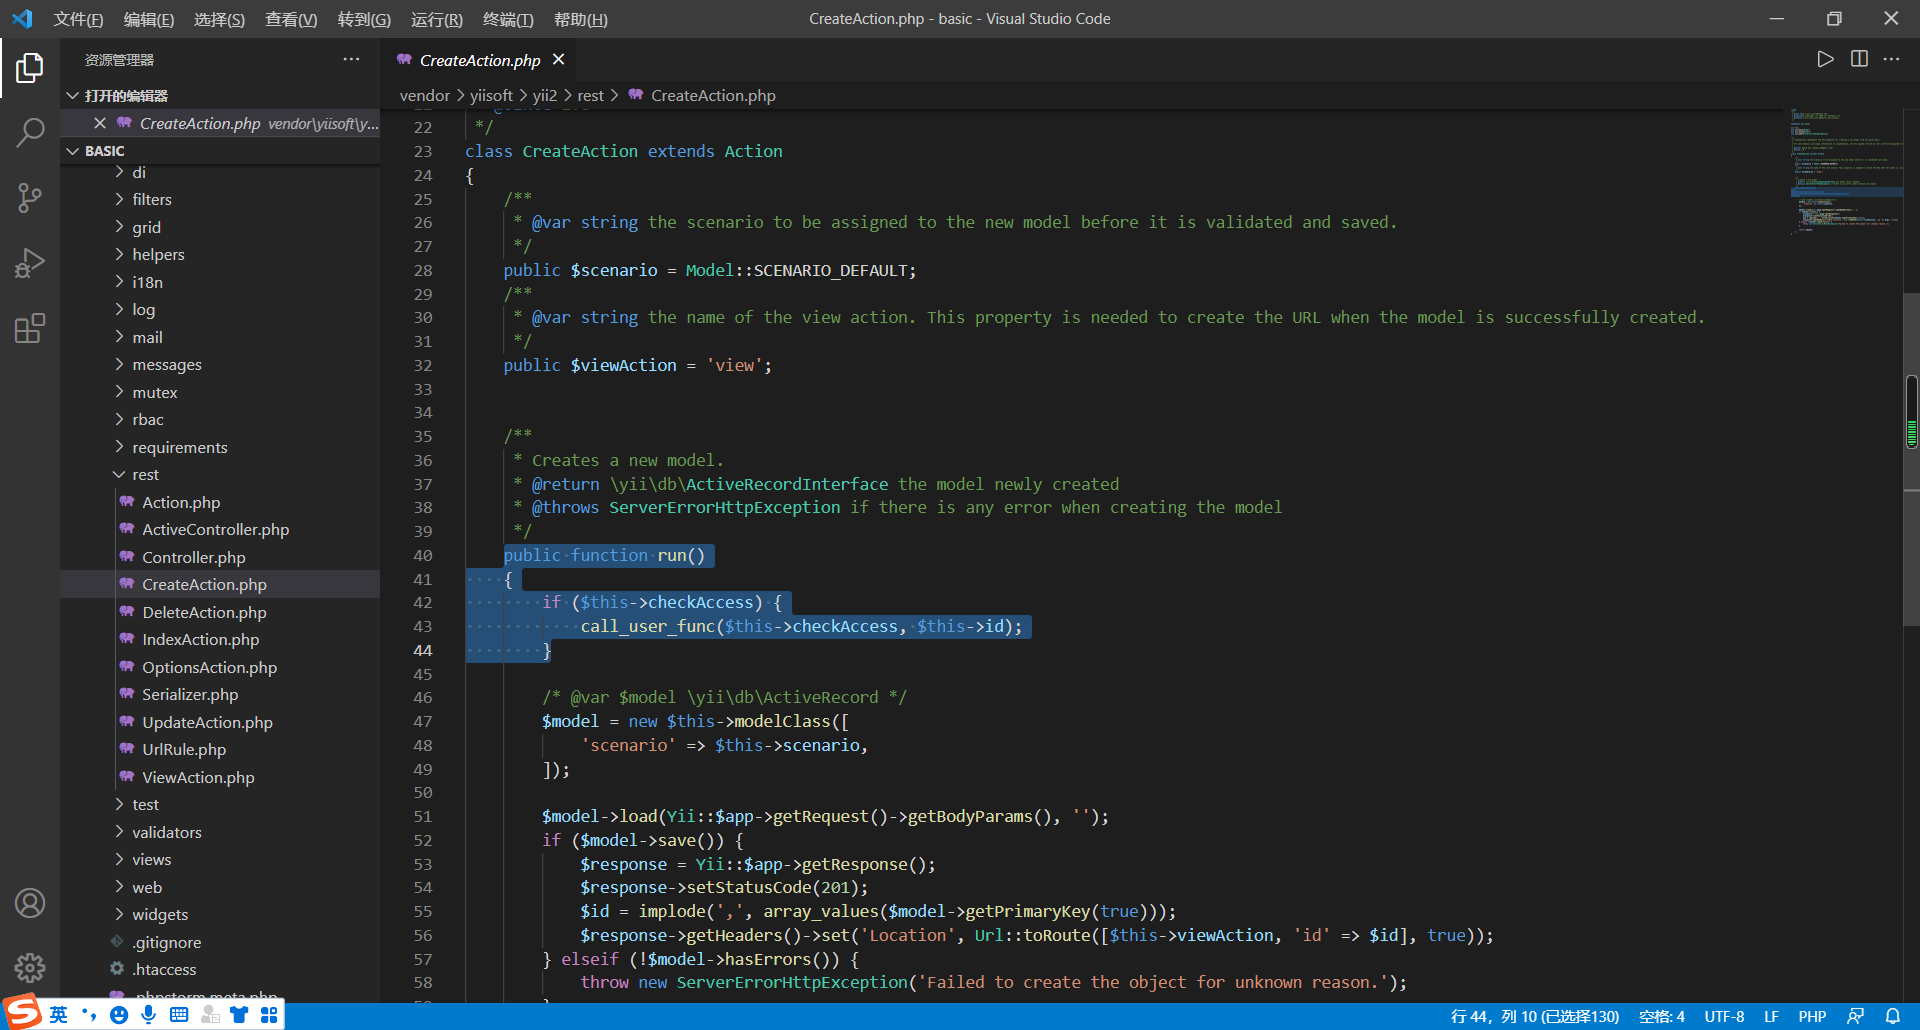 文件(F) 编辑(E) 选择(S) 查看(V) 转到(G) 运行(R) 终端(T) 帮助(H) CreateAction.php - basic - Visual Studio Code
资源管理器
打开的编辑器
CreateAction.php vendor\yiisoft\y...
BASIC
di
filters
grid
helpers
i18n
log
mail
messages
mutex
rbac
requirements
rest
Action.php
ActiveController.php
Controller.php
CreateAction.php
DeleteAction.php
IndexAction.php
OptionsAction.php
Serializer.php
UpdateAction.php
UrlRule.php
ViewAction.php
test
validators
views
web
widgets
.gitignore
.htaccess
.phpstorm.meta.php
CreateAction.php
vendor > yiisoft > yii2 > rest > CreateAction.php
22 */
23 class CreateAction extends Action
24 {
25 /**
26 * @var string the scenario to be assigned to the new model before it is validated and saved.
27 */
28 public $scenario = Model::SCENARIO_DEFAULT;
29 /**
30 * @var string the name of the view action. This property is needed to create the URL when the model is successfully created.
31 */
32 public $viewAction = 'view';
33
34
35 /**
36 * Creates a new model.
37 * @return \yii\db\ActiveRecordInterface the model newly created
38 * @throws ServerErrorHttpException if there is any error when creating the model
39 */
40 public function run()
41 {
42 if ($this->checkAccess) {
43 call_user_func($this->checkAccess, $this->id);
44 }
45
46 /* @var $model \yii\db\ActiveRecord */
47 $model = new $this->modelClass([
48 'scenario' => $this->scenario,
49 ]);
50
51 $model->load(Yii::$app->getRequest()->getBodyParams(), '');
52 if ($model->save()) {
53 $response = Yii::$app->getResponse();
54 $response->setStatusCode(201);
55 $id = implode(',', array_values($model->getPrimaryKey(true)));
56 $response->getHeaders()->set('Location', Url::toRoute([$this->viewAction, 'id' => $id], true));
57 } elseif (!$model->hasErrors()) {
58 throw new ServerErrorHttpException('Failed to create the object for unknown reason.');
英
行 44，列 10 (已选择130) 空格: 4 UTF-8 LF PHP